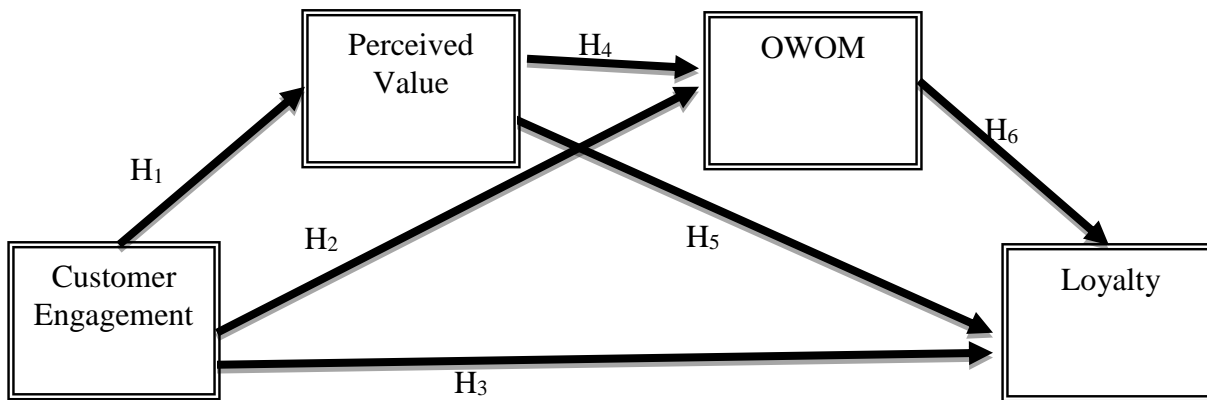 Perceived
Value
H4
OWOM
H6
H1
H2
H5
Customer
Engagement
Loyalty
H3